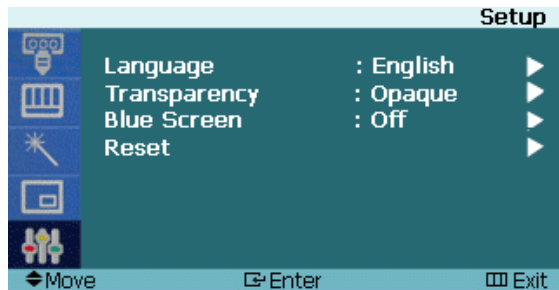 Setup
Language : English
Transparency : Opaque
Blue Screen : Off
Reset
Move Enter Exit